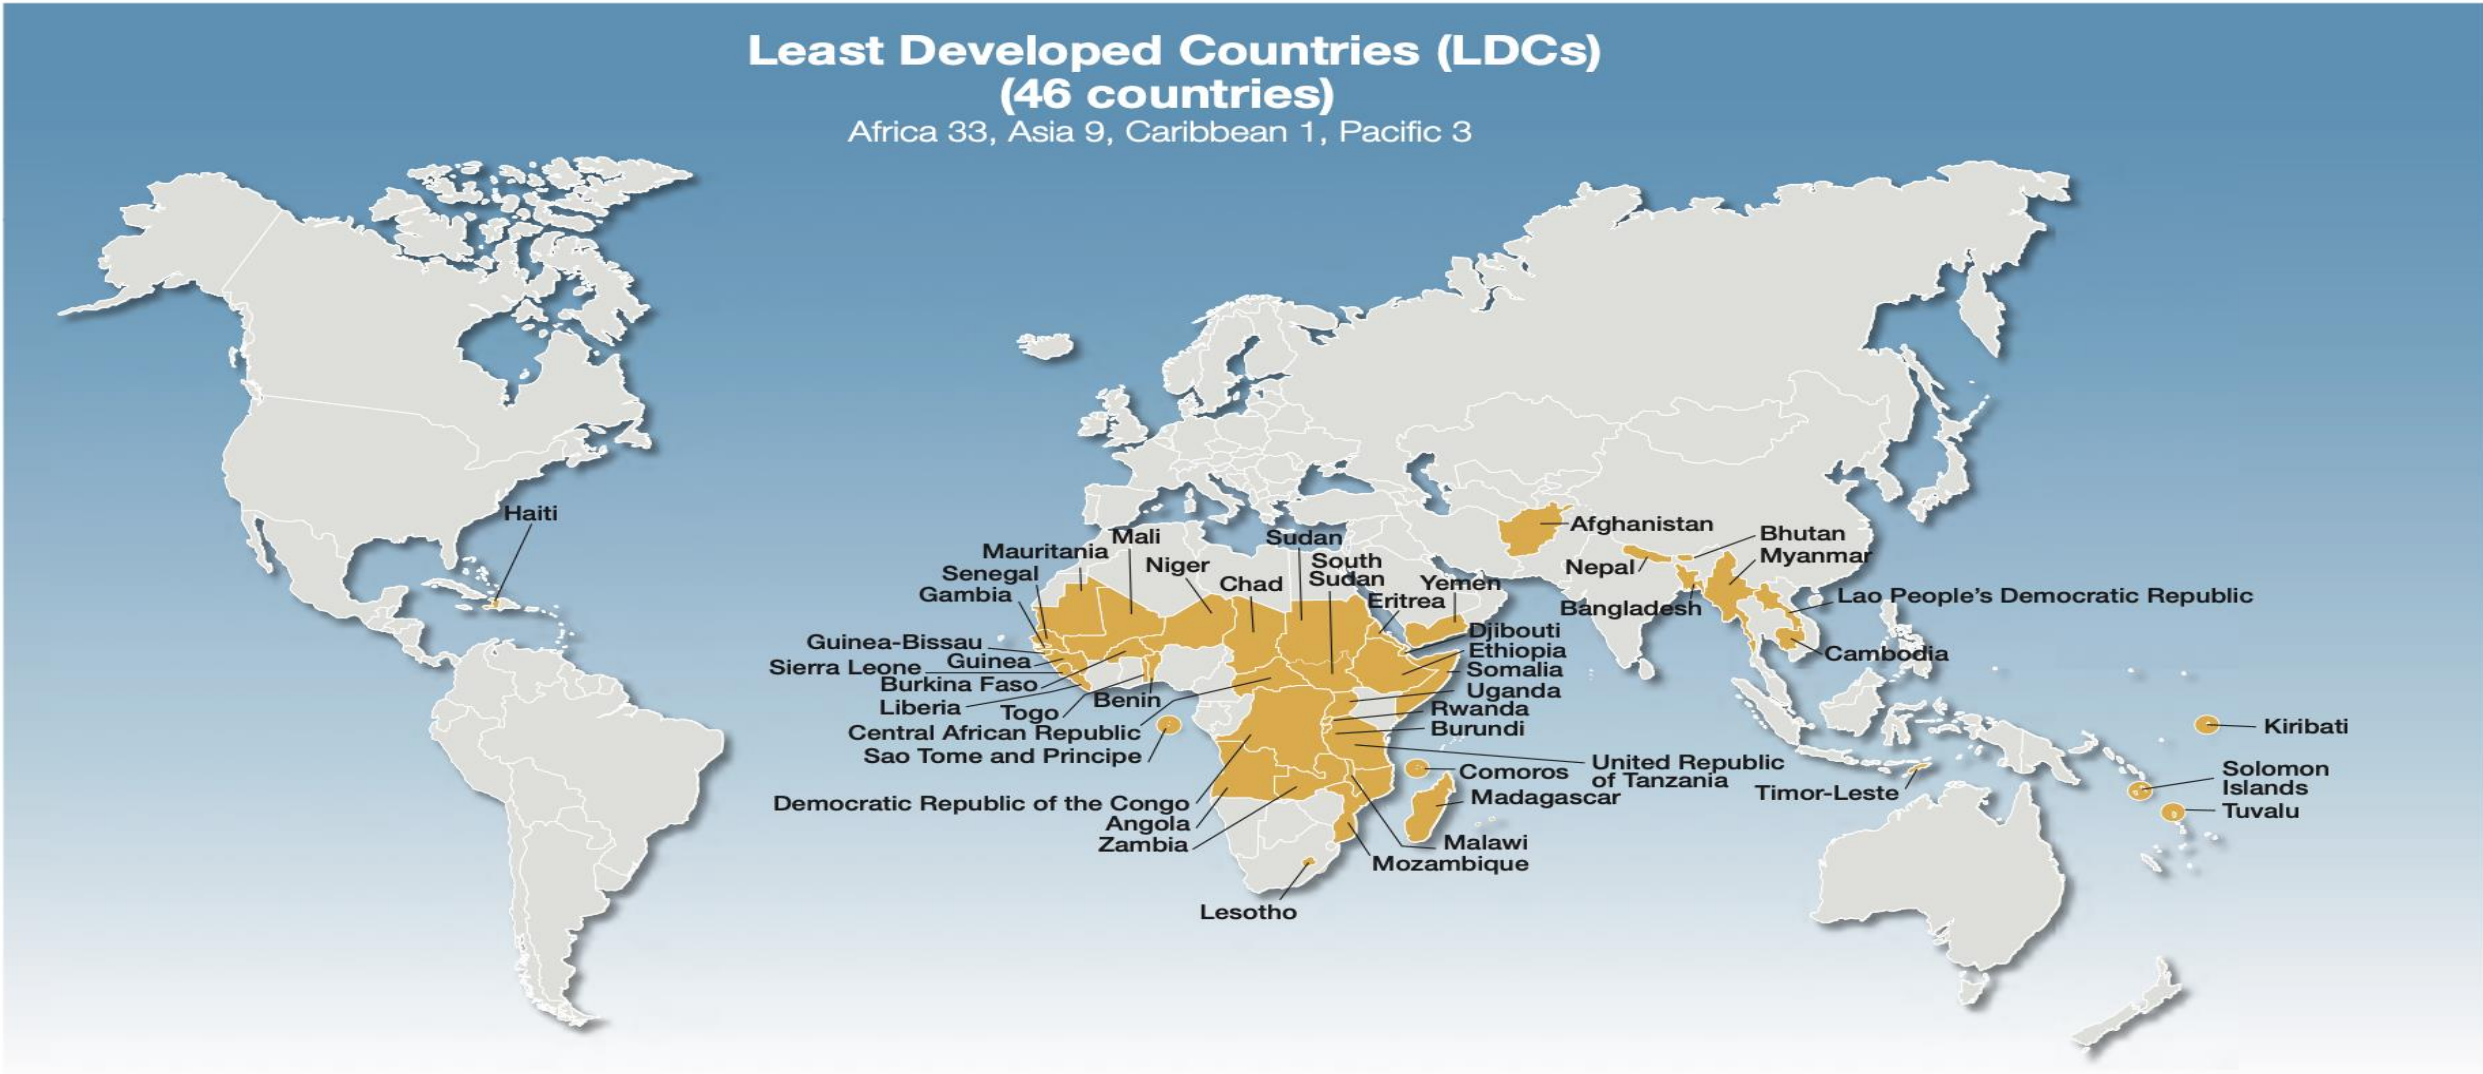 Least Developed Countries (LDCs)
(46 countries)
Africa 33, Asia 9, Caribbean 1, Pacific 3
Haiti
Mali
Mauritania
Senegal
Gambia
Niger
Chad
Sudan
South
Sudan
Yemen
Eritrea
Guinea-Bissau
Guinea
Sierra Leone
Burkina Faso
Liberia
Togo
Benin
Central African Republic
Sao Tome and Principe
Democratic Republic of the Congo
Angola
Zambia
Lesotho
Djibouti
Ethiopia
Somalia
Uganda
Rwanda
Burundi
United Republic
of Tanzania
Comoros
Madagascar
Malawi
Mozambique
Afghanistan
Nepal
Bhutan
Myanmar
Bangladesh
Lao People’s Democratic Republic
Cambodia
Timor-Leste
Kiribati
Solomon
Islands
Tuvalu